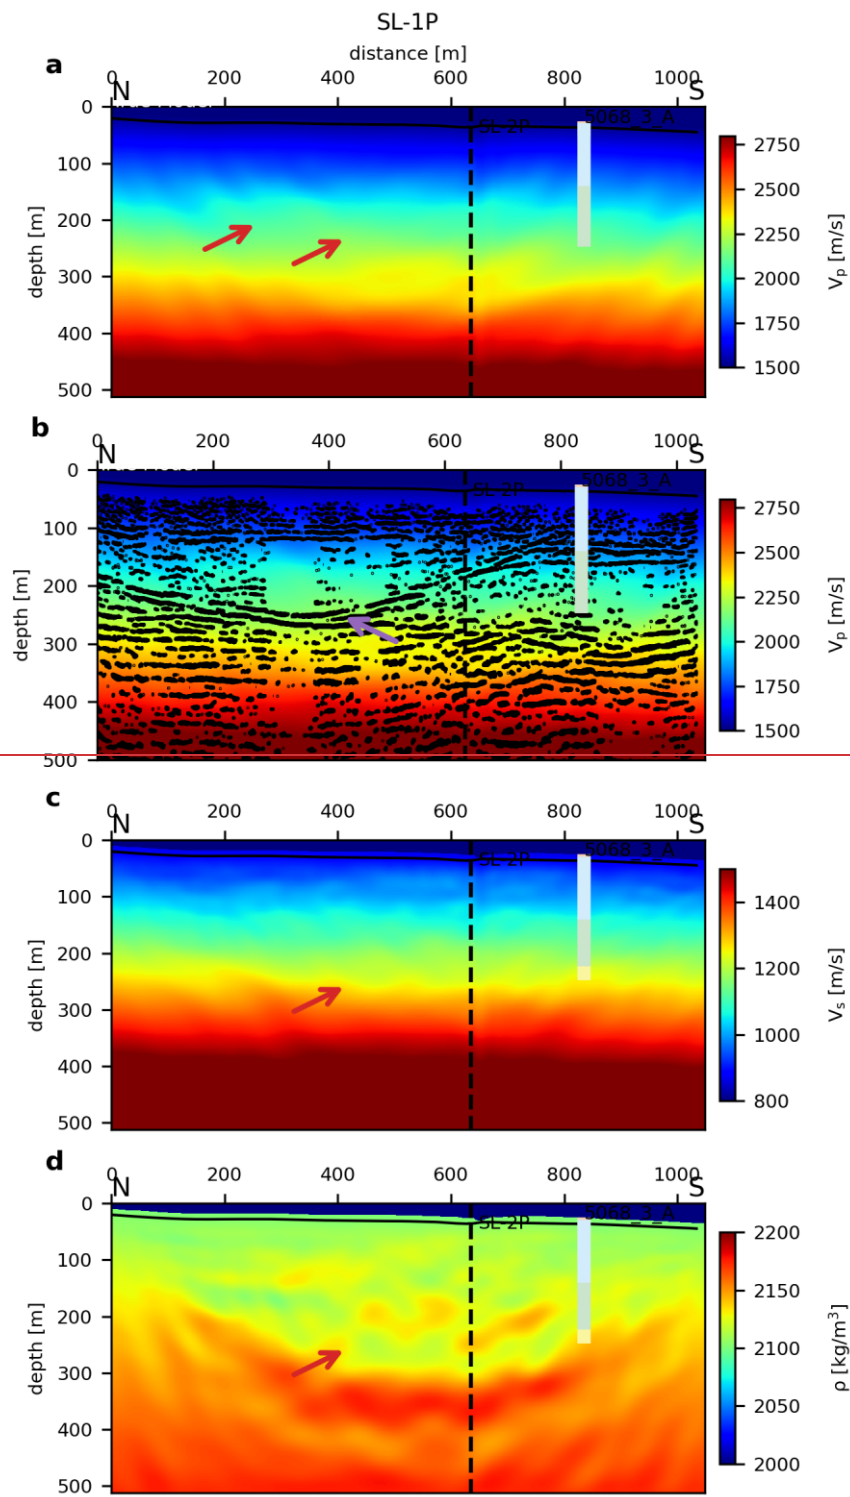 SL-1P
distance [m]
a
0 200 400 600 800 1000
N S
SL-2P 5068_3_A
0
100
200
300
400
500
depth [m]
2750
2500
2250
2000
1750
1500
Vp [m/s]
b
0 200 400 600 800 1000
N S
SL-2P 5068_3_A
0
100
200
300
400
500
depth [m]
2750
2500
2250
2000
1750
1500
Vp [m/s]
c
0 200 400 600 800 1000
N S
SL-2P 5068_3_A
0
100
200
300
400
500
depth [m]
1400
1200
1000
800
Vs [m/s]
d
0 200 400 600 800 1000
N S
SL-2P 5068_3_A
0
100
200
300
400
500
depth [m]
2200
2150
2100
2050
2000
ρ [kg/m³]